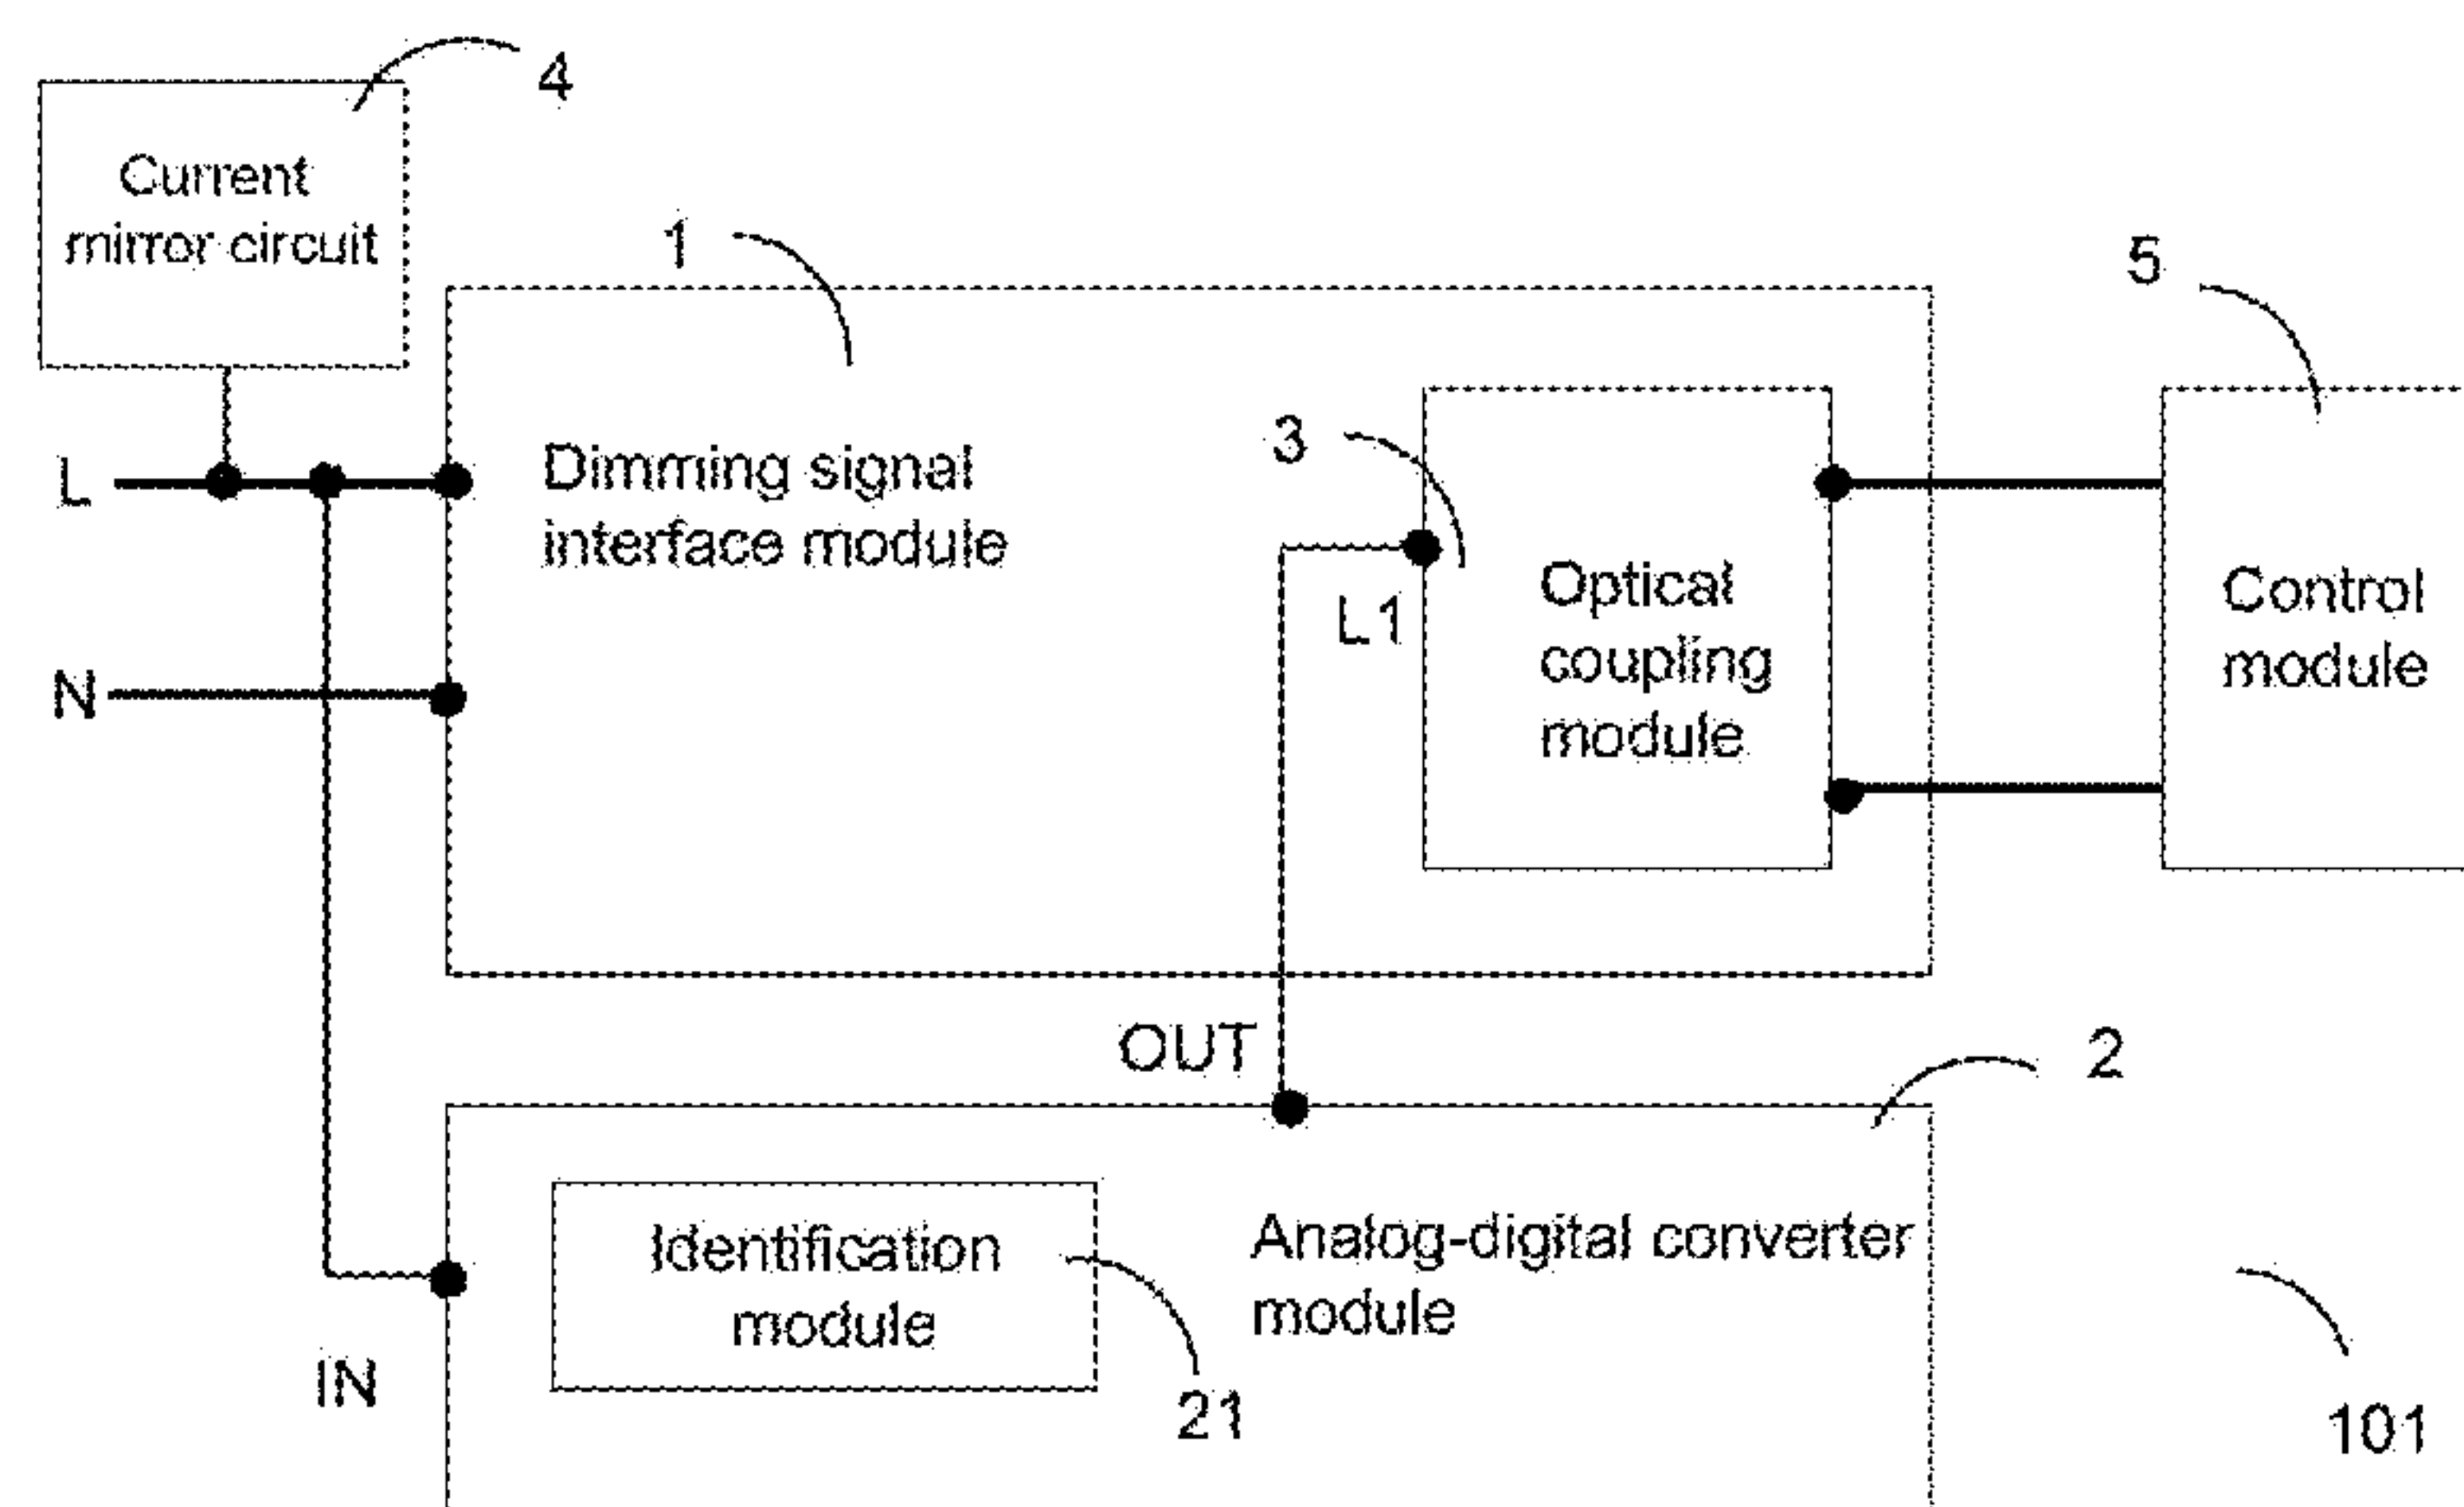 4
Current
mirror circuit
1
5
L
Dimming signal
interface module
3
N
L1
Optical
coupling
module
Control
module
OUT
2
Identification
module
Analog-digital converter
module
IN
21
101